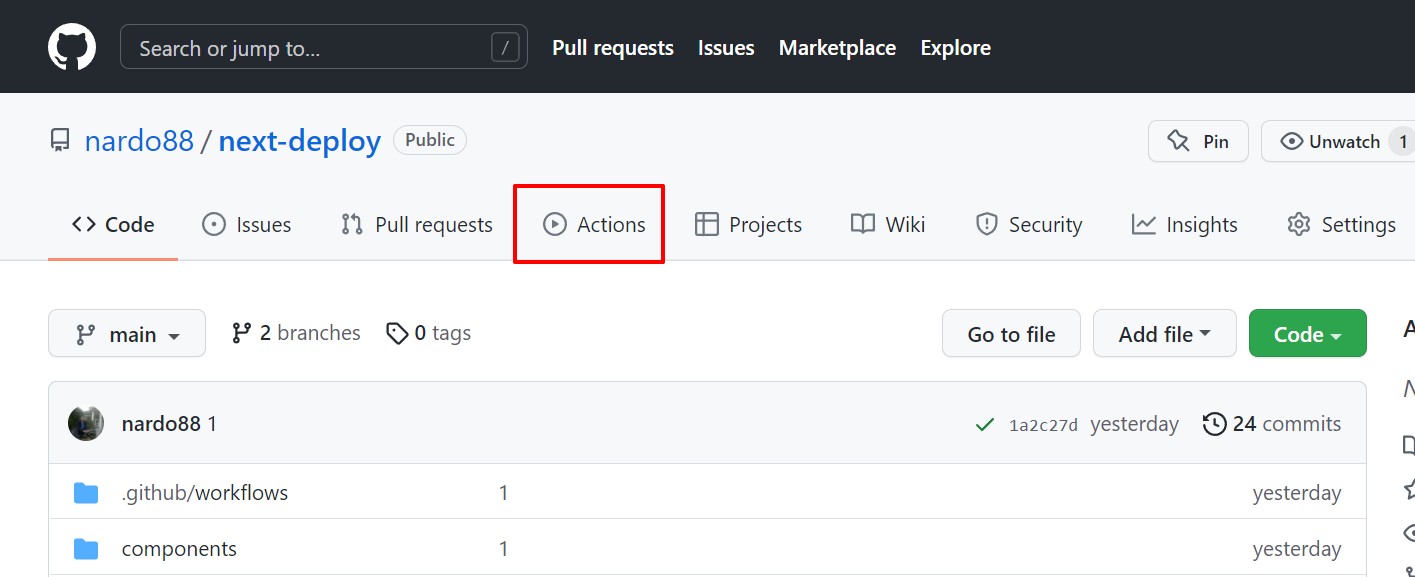 Search or jump to... / Pull requests Issues Marketplace Explore
nardo88 / next-deploy Public Pin Unwatch 1
Code Issues Pull requests Actions Projects Wiki Security Insights Settings
main 2 branches 0 tags Go to file Add file Code
nardo88 1 1a2c27d yesterday 24 commits
.github/workflows 1 yesterday
components 1 yesterday